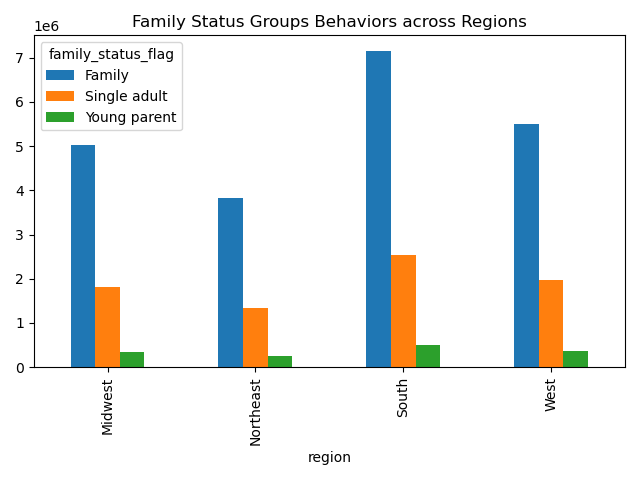 Family Status Groups Behaviors across Regions
1e6
family_status_flag
Family
Single adult
Young parent
7
6
5
4
3
2
1
0
Midwest
Northeast
South
West
region